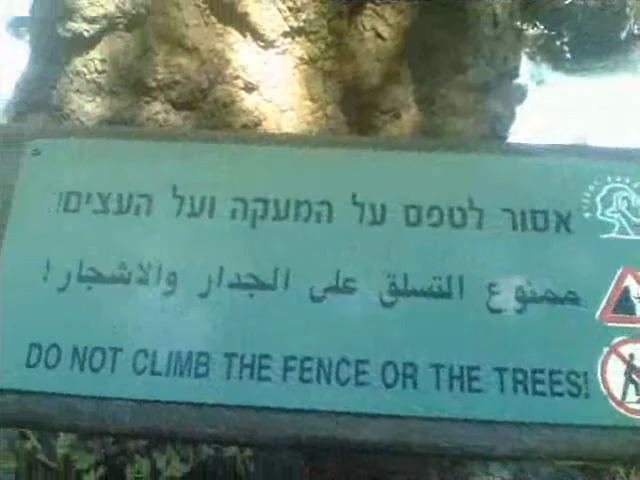 אסור לטפס על המעקה ועל העצים!
ممنوع التسلق على الجدار والاشجار!
DO NOT CLIMB THE FENCE OR THE TREES!